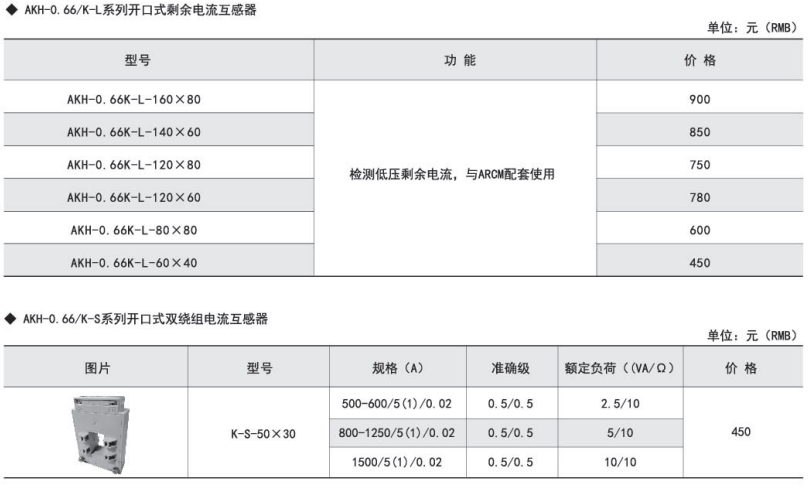 ◆ AKH-0.66/K-L系列开口式剩余电流互感器
单位：元（RMB）
型号 功 能 价 格
AKH-0.66K-L-160×80 900
AKH-0.66K-L-140×60 850
AKH-0.66K-L-120×80 750
检测低压剩余电流，与ARCM配套使用
AKH-0.66K-L-120×60 780
AKH-0.66K-L-80×80 600
AKH-0.66K-L-60×40 450
◆ AKH-0.66/K-S系列开口式双绕组电流互感器
单位：元（RMB）
图片 型号 规格（A） 准确级 额定负荷（(VA/Ω） 价 格
500-600/5(1)/0.02 0.5/0.5 2.5/10
K-S-50×30 800-1250/5(1)/0.02 0.5/0.5 5/10 450
1500/5(1)/0.02 0.5/0.5 10/10